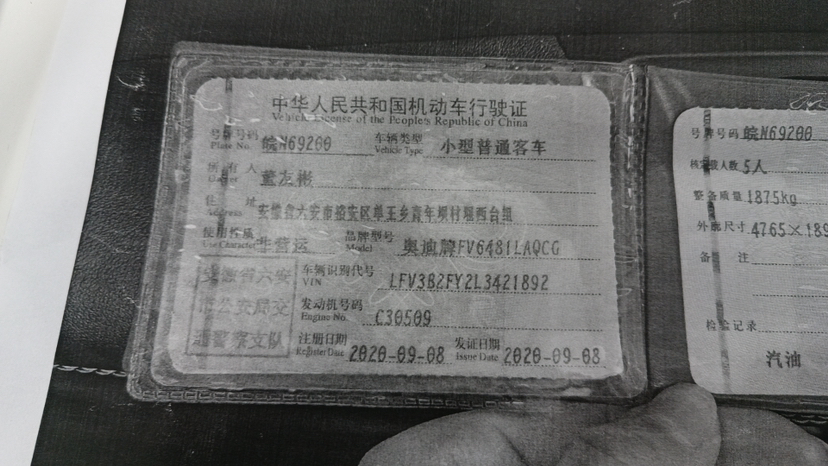 中华人民共和国机动车行驶证
Vehicle License of the People's Republic of China
号牌号码 皖N69200 车辆类型 小型普通客车
Plate No. Vehicle Type
所有人 董友彬
Owner
住址 安徽省六安市裕安区单王乡青年坝村堰西台组
Address
使用性质 非营运 品牌型号 奥迪牌FV6481LAQCG
Use Character Model
安徽省六安
市公安局交
通警察支队
车辆识别代号 LFV3B2FY2L3421892
VIN
发动机号码 C30509
Engine No.
注册日期 2020-09-08 发证日期 2020-09-08
Register Date Issue Date
号牌号码 皖N69200
核定载人数 5人
整备质量 1875kg
外廓尺寸 4765×189
备注
检验记录
汽油